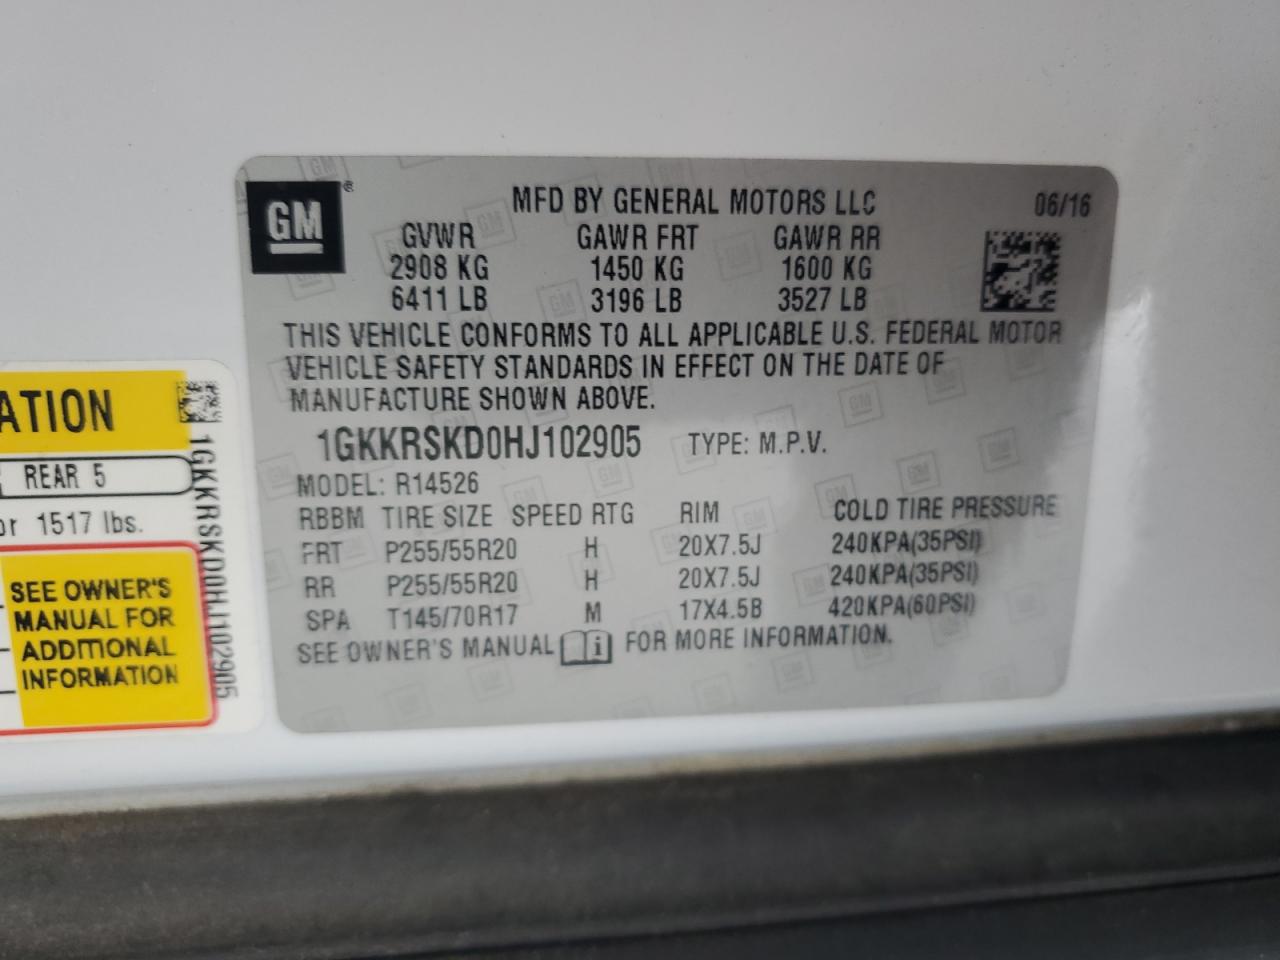 GM ®
MFD BY GENERAL MOTORS LLC 06/16
GVWR GAWR FRT GAWR RR
2908 KG 1450 KG 1600 KG
6411 LB 3196 LB 3527 LB
THIS VEHICLE CONFORMS TO ALL APPLICABLE U.S. FEDERAL MOTOR
VEHICLE SAFETY STANDARDS IN EFFECT ON THE DATE OF
MANUFACTURE SHOWN ABOVE.
1GKKRSKD0HJ102905 TYPE: M.P.V.
MODEL: R14526
RBBM TIRE SIZE SPEED RTG RIM COLD TIRE PRESSURE
FRT P255/55R20 H 20X7.5J 240KPA(35PSI)
RR P255/55R20 H 20X7.5J 240KPA(35PSI)
SPA T145/70R17 M 17X4.5B 420KPA(60PSI)
SEE OWNER'S MANUAL FOR MORE INFORMATION.
REAR 5
1517 lbs.
SEE OWNER'S
MANUAL FOR
ADDITIONAL
INFORMATION
1GKKRSKD0HJ102905